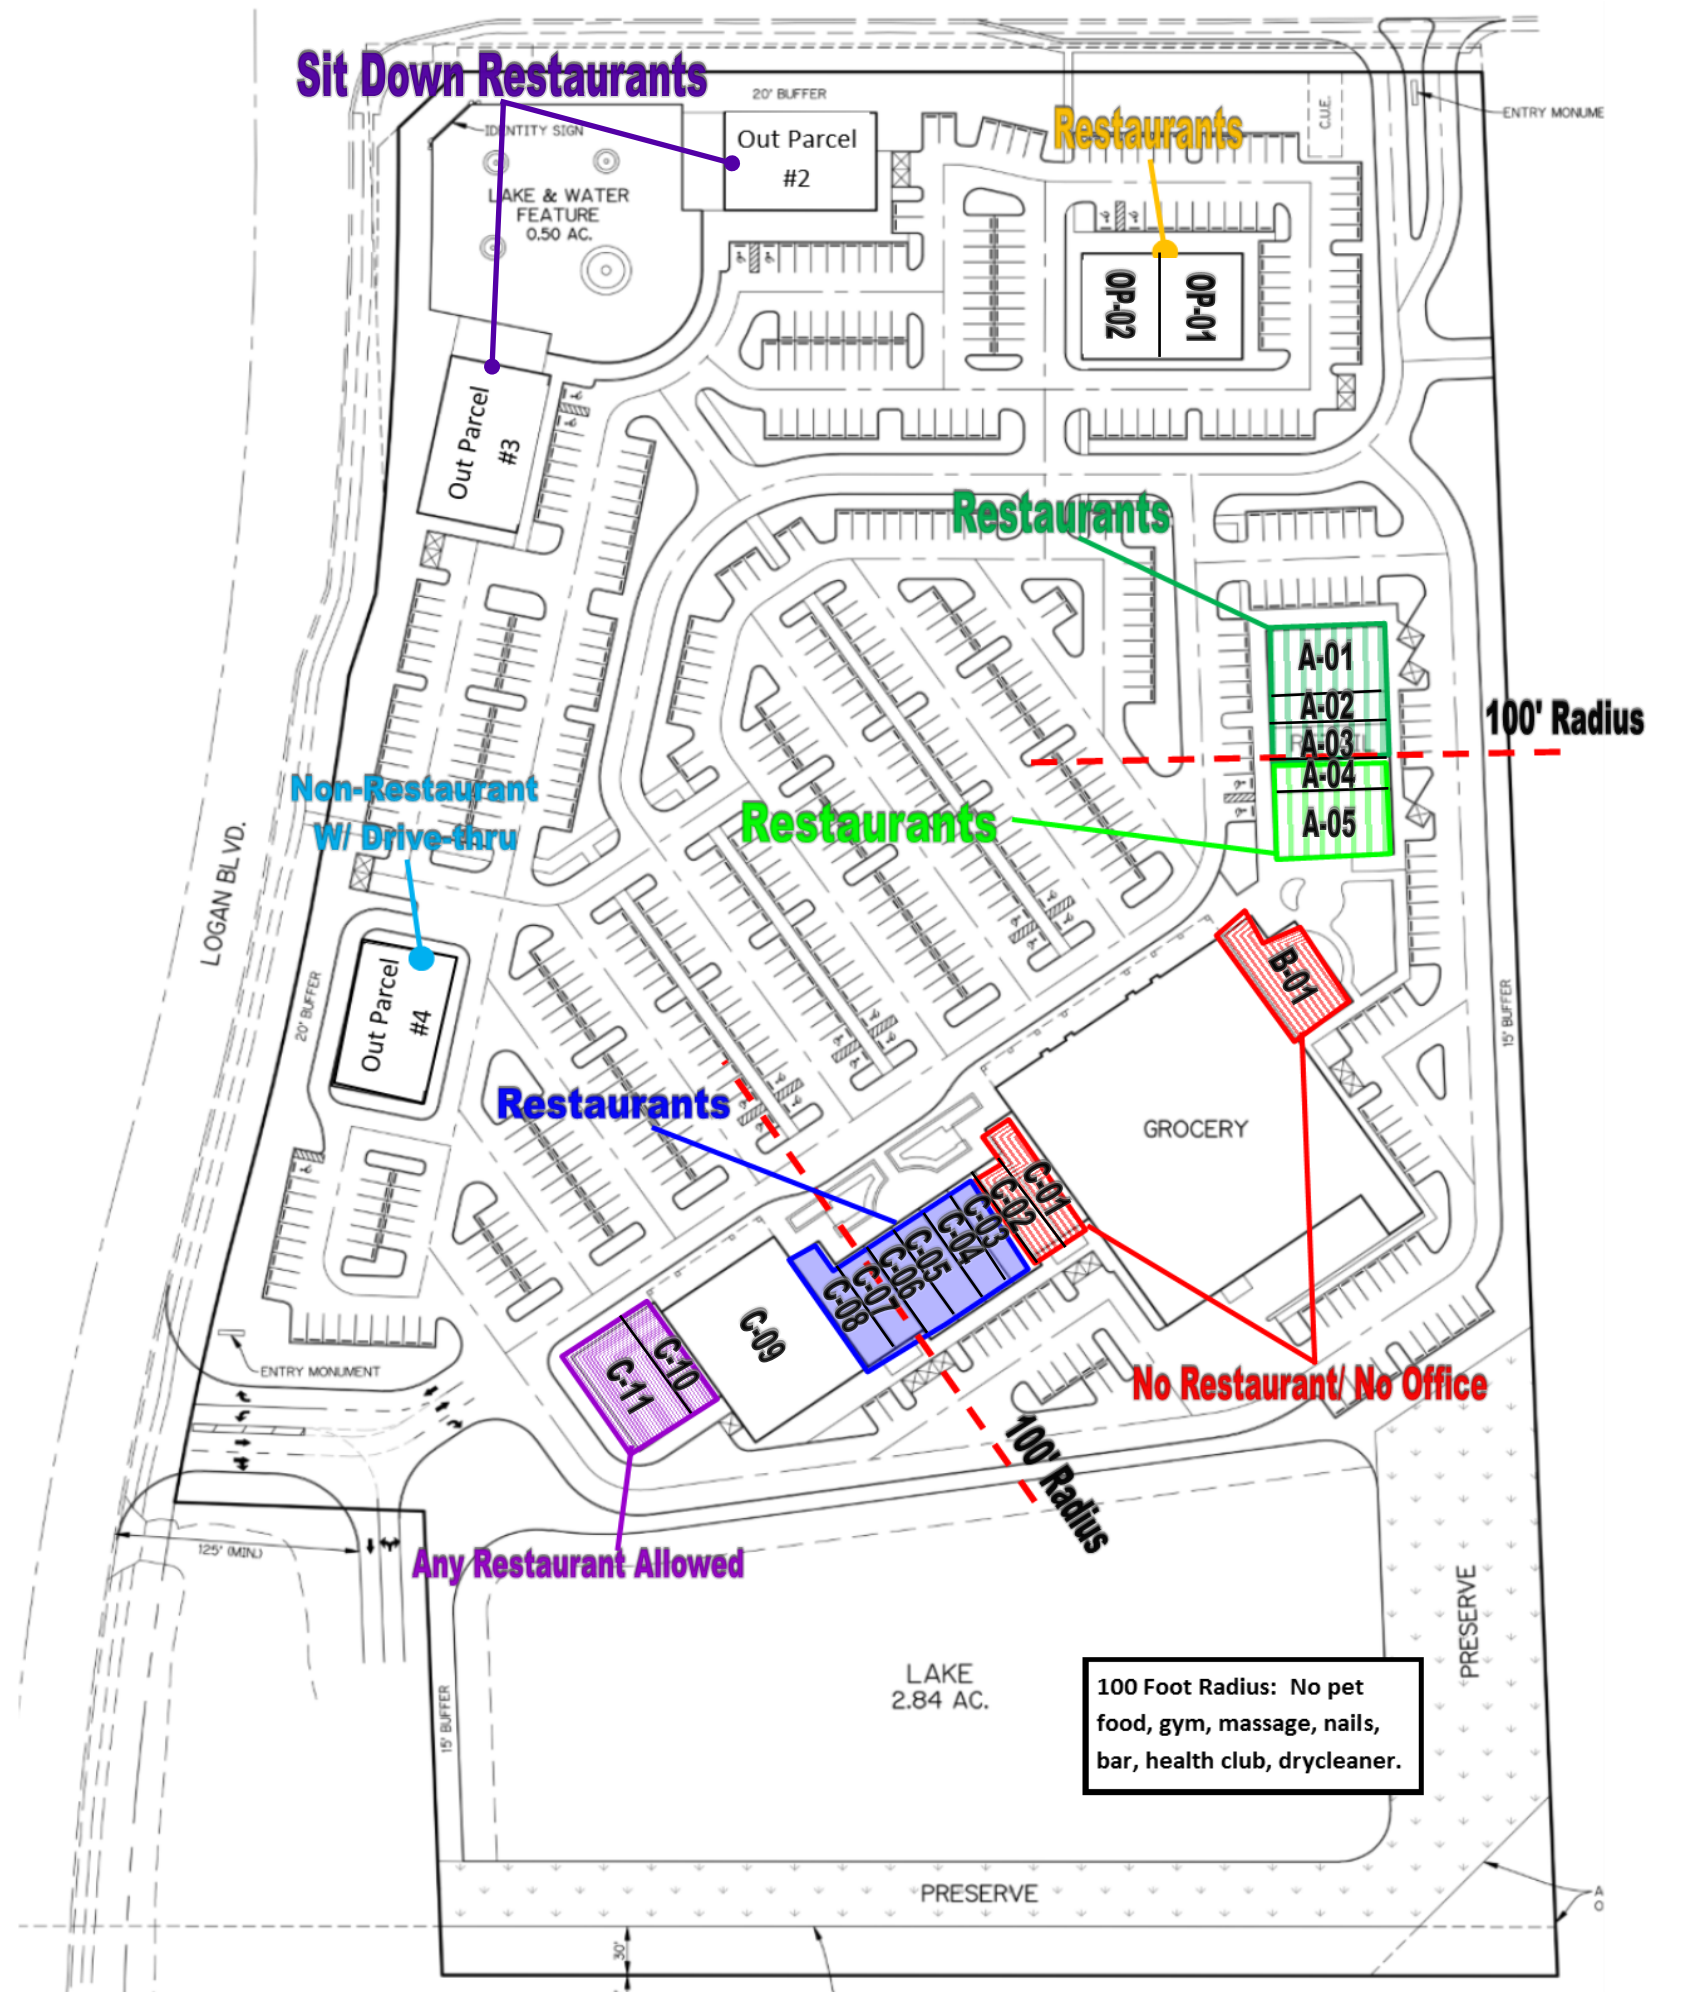 Sit Down Restaurants
20' BUFFER
IDENTITY SIGN
Out Parcel
#2
Restaurants
C.U.E.
ENTRY MONUME
LAKE & WATER
FEATURE
0.50 AC.
OP-02
OP-01
Out Parcel
#3
Restaurants
A-01
A-02
A-03
100' Radius
A-04
A-05
Non-Restaurant
W/ Drive-thru
Restaurants
LOGAN BLVD.
20' BUFFER
Out Parcel
#4
B-01
15' BUFFER
Restaurants
GROCERY
C-01
C-02
C-03
C-04
C-05
C-06
C-07
C-08
C-09
C-10
C-11
ENTRY MONUMENT
No Restaurant/ No Office
100' Radius
125' (MIN.)
Any Restaurant Allowed
PRESERVE
LAKE
2.84 AC.
15' BUFFER
100 Foot Radius: No pet
food, gym, massage, nails,
bar, health club, drycleaner.
PRESERVE
A
O
30'